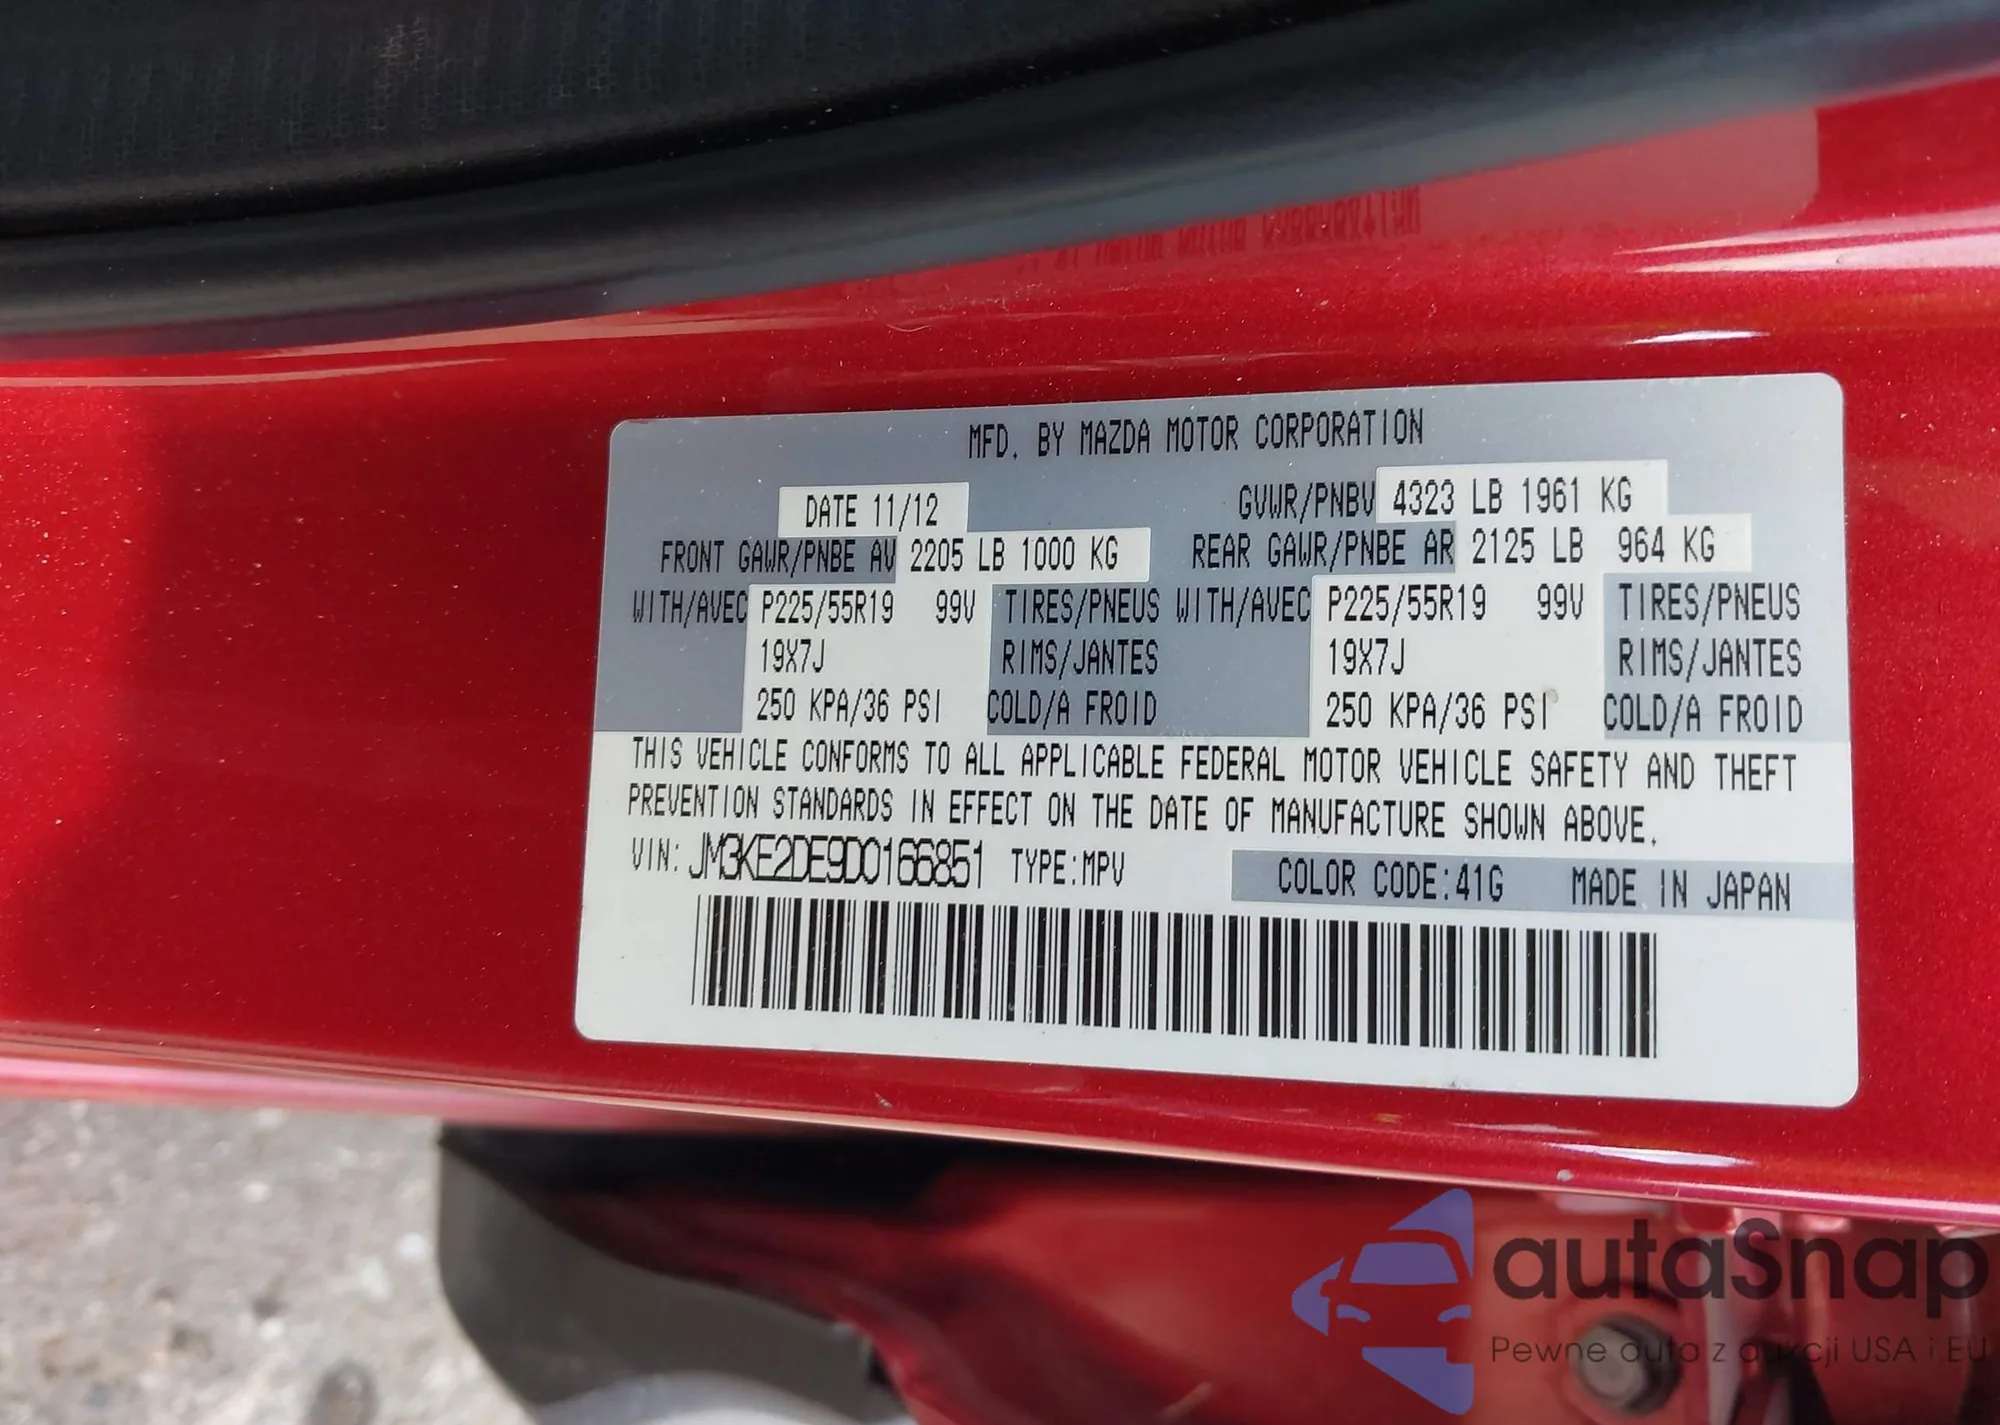 MFD. BY MAZDA MOTOR CORPORATION
DATE 11/12 GVWR/PNBV 4323 LB 1961 KG
FRONT GAWR/PNBE AV 2205 LB 1000 KG REAR GAWR/PNBE AR 2125 LB 964 KG
WITH/AVEC P225/55R19 99V TIRES/PNEUS WITH/AVEC P225/55R19 99V TIRES/PNEUS
19X7J RIMS/JANTES 19X7J RIMS/JANTES
250 KPA/36 PSI COLD/A FROID 250 KPA/36 PSI COLD/A FROID
THIS VEHICLE CONFORMS TO ALL APPLICABLE FEDERAL MOTOR VEHICLE SAFETY AND THEFT
PREVENTION STANDARDS IN EFFECT ON THE DATE OF MANUFACTURE SHOWN ABOVE.
VIN: JM3KE2DE9D0166851 TYPE:MPV COLOR CODE:41G MADE IN JAPAN
autaSnap
Pewne auta z aukcji USA i EU